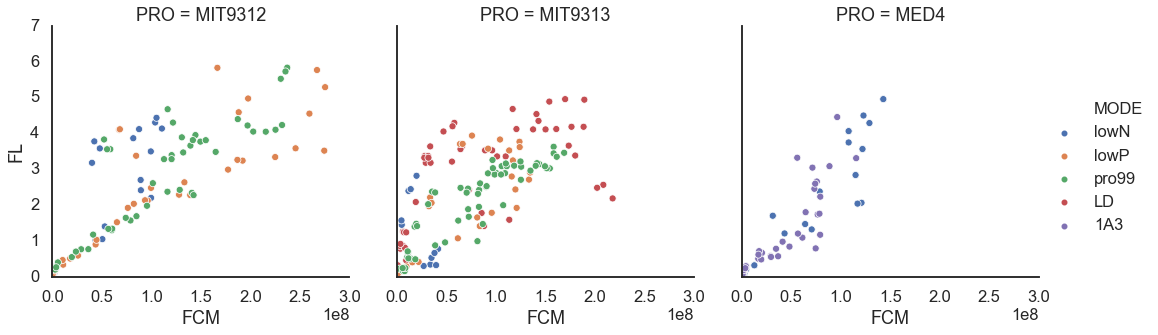 PRO = MIT9312 PRO = MIT9313 PRO = MED4
7
6
5
4
3
2
1
0
FL
0.0 0.5 1.0 1.5 2.0 2.5 3.0
1e8
FCM
0.0 0.5 1.0 1.5 2.0 2.5 3.0
1e8
FCM
0.0 0.5 1.0 1.5 2.0 2.5 3.0
1e8
FCM
MODE
lowN
lowP
pro99
LD
1A3